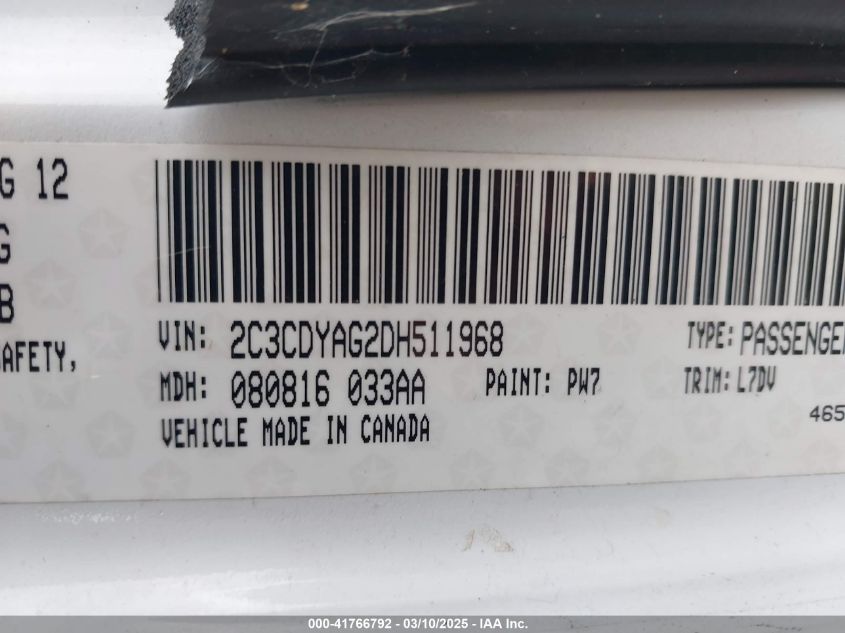 G 12
G
B
AFETY,
VIN: 2C3CDYAG2DH511968 TYPE: PASSENGE
MDH: 080816 033AA PAINT: PW7 TRIM: L7DV
465
VEHICLE MADE IN CANADA
000-41766792 - 03/10/2025 - IAA Inc.